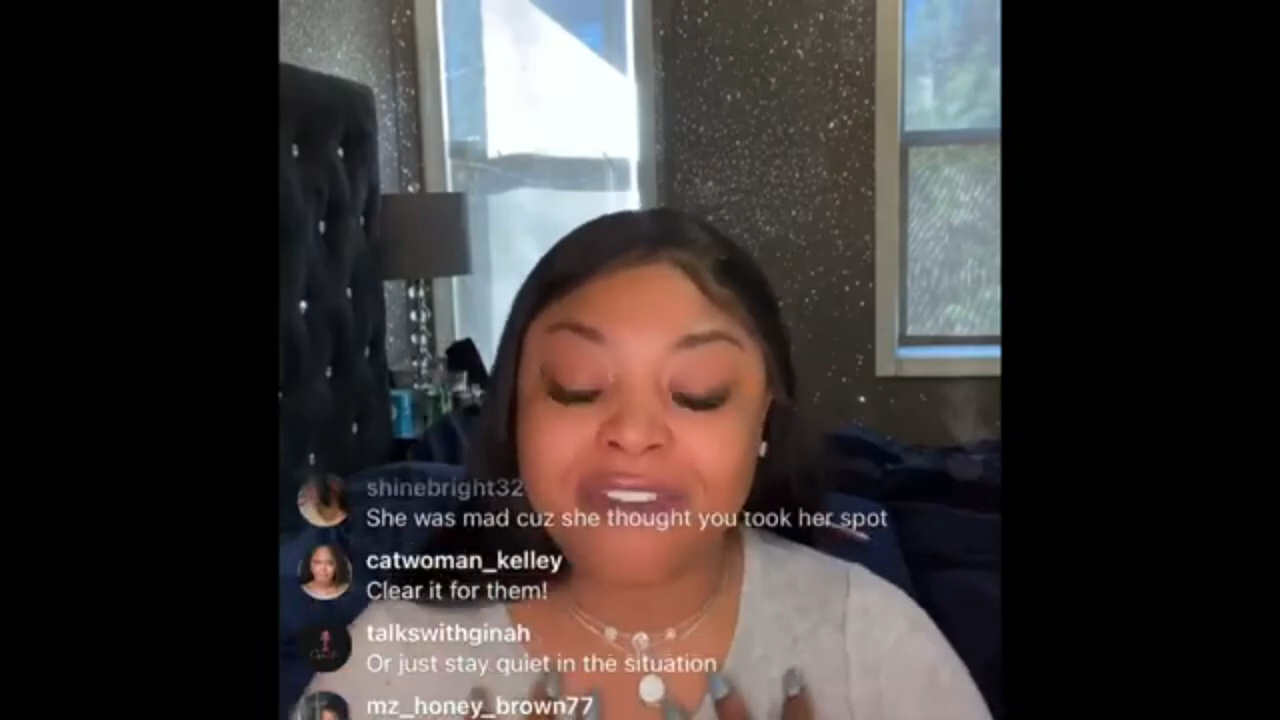 shinebright32
She was mad cuz she thought you took her spot
catwoman_kelley
Clear it for them!
talkswithginah
Or just stay quiet in the situation
mz_honey_brown77